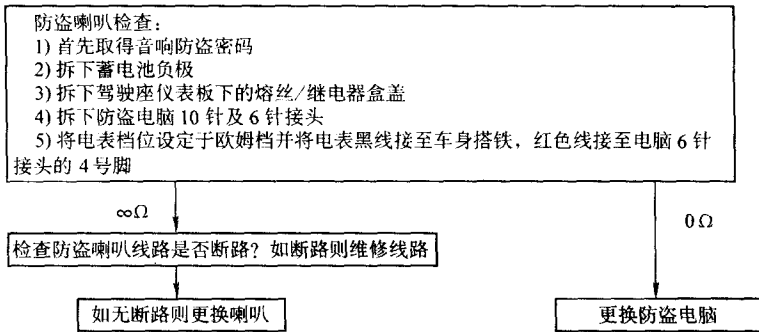 防盗喇叭检查：
1) 首先取得音响防盗密码
2) 拆下蓄电池负极
3) 拆下驾驶座仪表板下的熔丝/继电器盒盖
4) 拆下防盗电脑 10 针及 6 针接头
5) 将电表档位设定于欧姆档并将电表黑线接至车身搭铁，红色线接至电脑 6 针
接头的 4 号脚
∞Ω
0 Ω
检查防盗喇叭线路是否断路？如断路则维修线路
如无断路则更换喇叭
更换防盗电脑